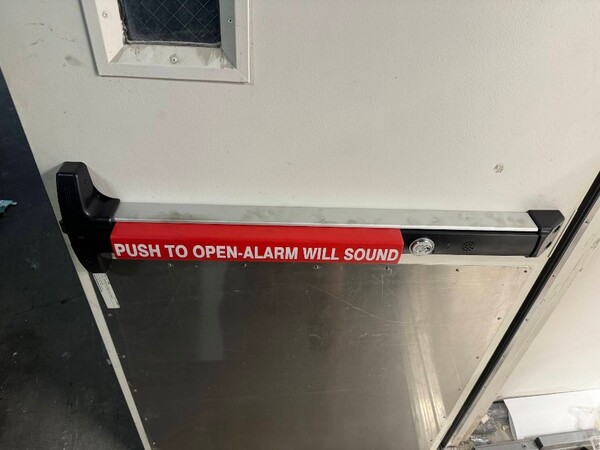 PUSH TO OPEN-ALARM WILL SOUND